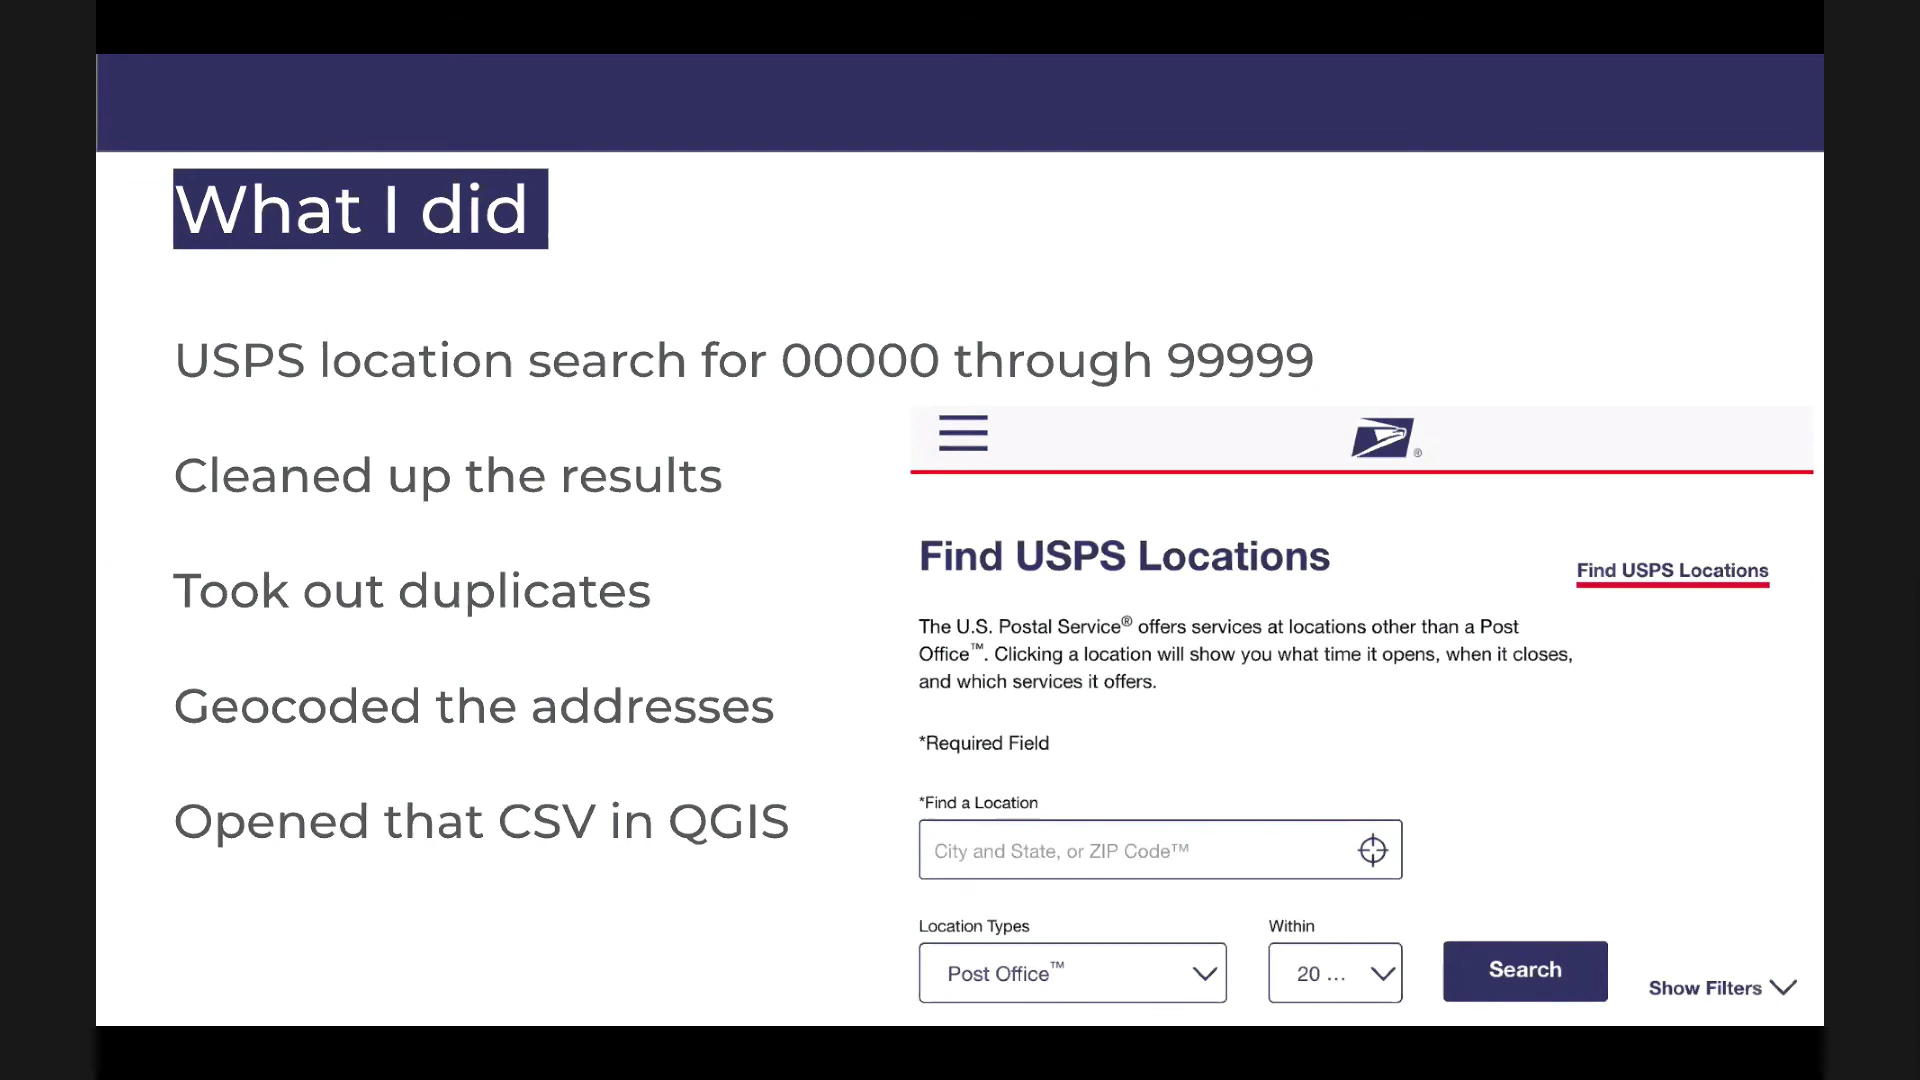 What I did
USPS location search for 00000 through 99999
Cleaned up the results
Took out duplicates
Geocoded the addresses
Opened that CSV in QGIS
®
Find USPS Locations
Find USPS Locations
The U.S. Postal Service® offers services at locations other than a Post
Office™. Clicking a location will show you what time it opens, when it closes,
and which services it offers.
*Required Field
*Find a Location
City and State, or ZIP Code™
Location Types
Within
Post Office™
20 ...
Search
Show Filters